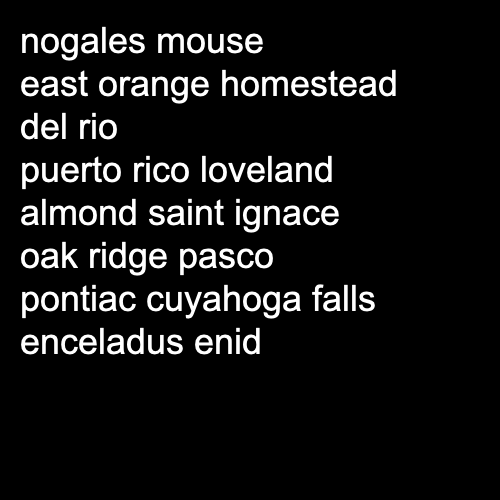 nogales mouse
east orange homestead
del rio
puerto rico loveland
almond saint ignace
oak ridge pasco
pontiac cuyahoga falls
enceladus enid